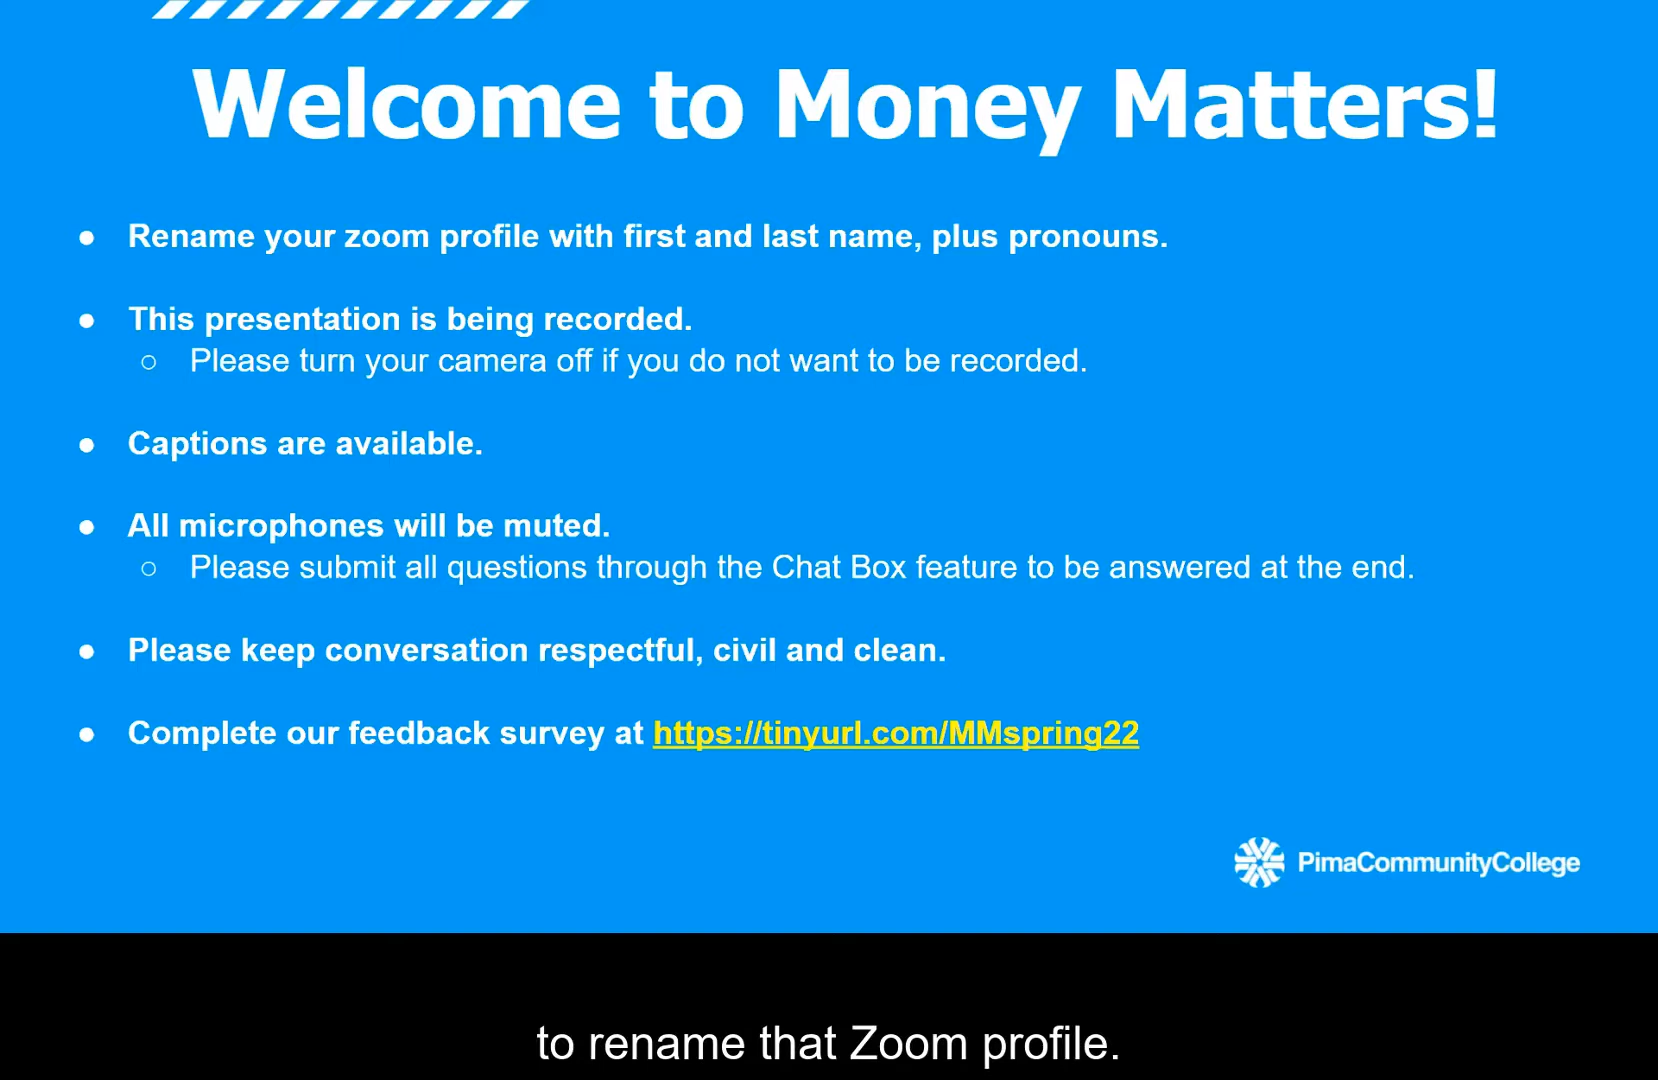 Welcome to Money Matters!
● Rename your zoom profile with first and last name, plus pronouns.
● This presentation is being recorded.
○ Please turn your camera off if you do not want to be recorded.
● Captions are available.
● All microphones will be muted.
○ Please submit all questions through the Chat Box feature to be answered at the end.
● Please keep conversation respectful, civil and clean.
● Complete our feedback survey at https://tinyurl.com/MMspring22
PimaCommunityCollege
to rename that Zoom profile.